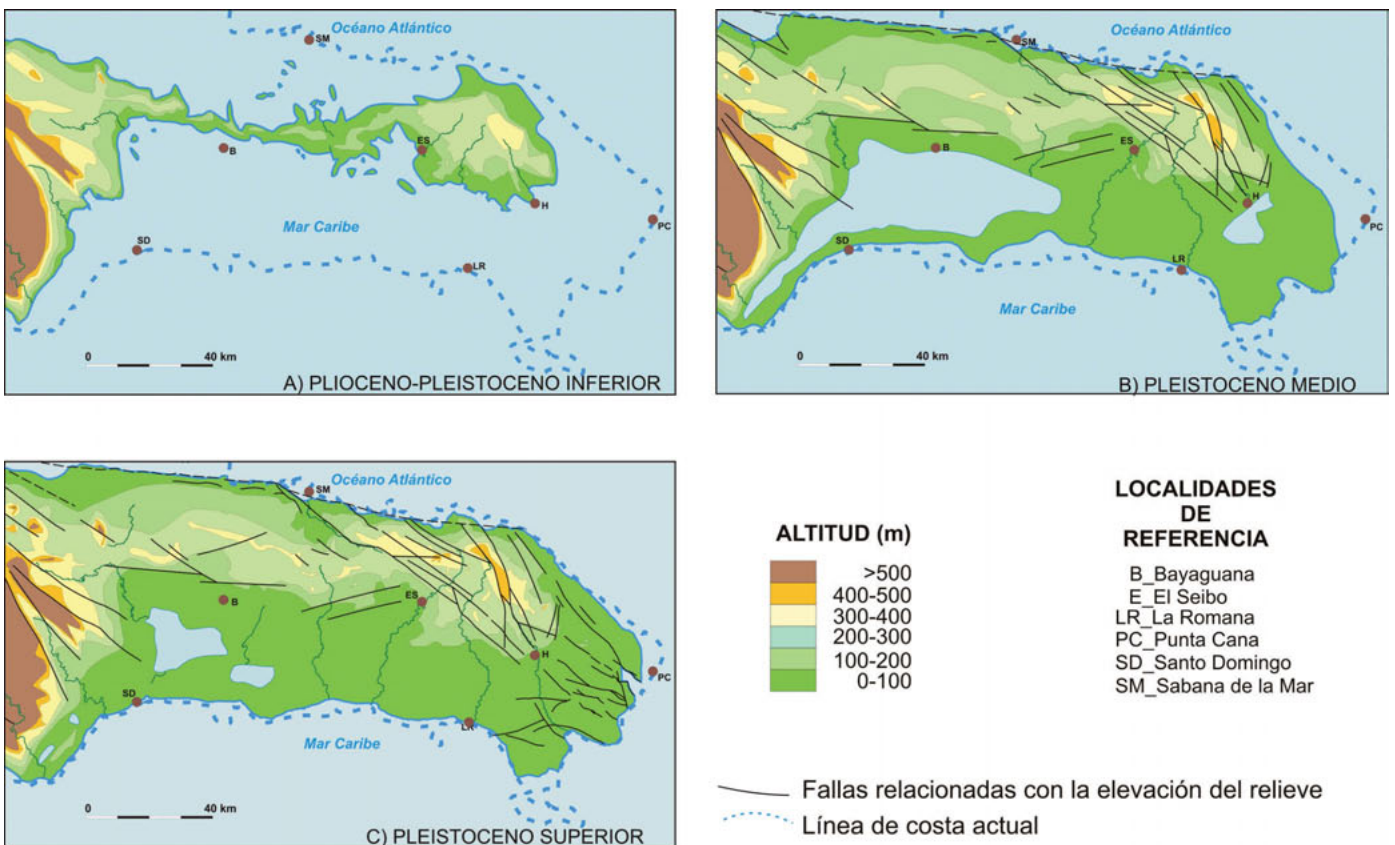 Océano Atlántico
SM
B
ES
H
Mar Caribe
PC
SD
LR
0 40 km
A) PLIOCENO-PLEISTOCENO INFERIOR
Océano Atlántico
SM
B
ES
H
PC
SD
LR
Mar Caribe
0 40 km
B) PLEISTOCENO MEDIO
Océano Atlántico
SM
B
ES
H
PC
SD
LR
Mar Caribe
0 40 km
C) PLEISTOCENO SUPERIOR
ALTITUD (m)
>500
400-500
300-400
200-300
100-200
0-100
LOCALIDADES
DE
REFERENCIA
B_Bayaguana
E_El Seibo
LR_La Romana
PC_Punta Cana
SD_Santo Domingo
SM_Sabana de la Mar
Fallas relacionadas con la elevación del relieve
Línea de costa actual